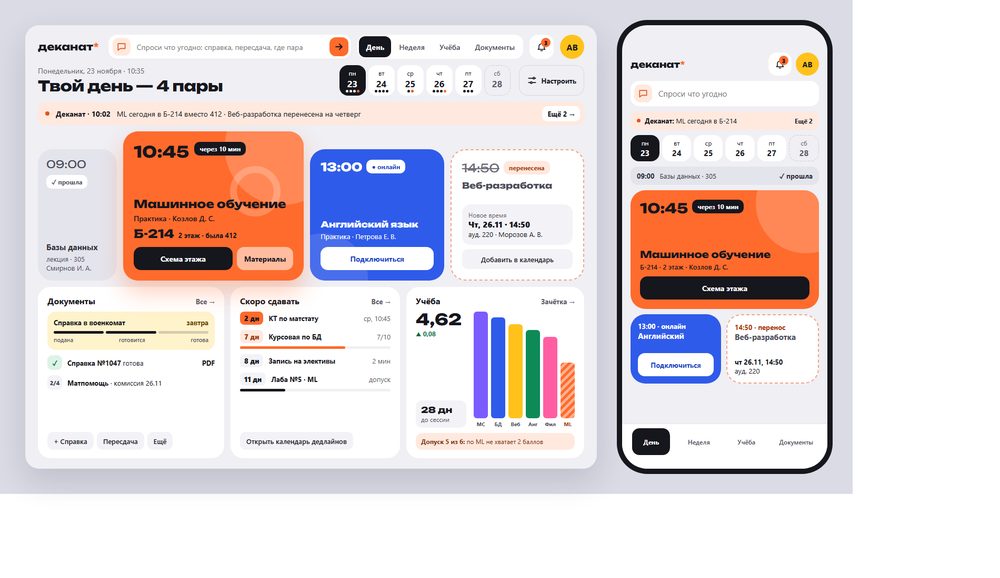 деканат*
Спроси что угодно: справка, пересдача, где пара
→
День
Неделя
Учёба
Документы
3
АВ
Понедельник, 23 ноября · 10:35
Твой день — 4 пары
пн
23
вт
24
ср
25
чт
26
пт
27
сб
28
Настроить
Деканат · 10:02 ML сегодня в Б-214 вместо 412 · Веб-разработка перенесена на четверг
Ещё 2 →
09:00
✓ прошла
Базы данных
лекция · 305
Смирнов И. А.
10:45 через 10 мин
Машинное обучение
Практика · Козлов Д. С.
Б-214 2 этаж · была 412
Схема этажа
Материалы
13:00 • онлайн
Английский язык
Практика · Петрова Е. В.
Подключиться
14:50 перенесена
Веб-разработка
Новое время
Чт, 26.11 · 14:50
ауд. 220 · Морозов А. В.
Добавить в календарь
Документы
Все →
Справка в военкомат завтра
подана готовится готова
✓ Справка №1047 готова PDF
2/4 Матпомощь · комиссия 26.11
+ Справка
Пересдача
Ещё
Скоро сдавать
Все →
2 дн КТ по матстату ср, 10:45
7 дн Курсовая по БД 7/10
8 дн Запись на элективы 2 мин
11 дн Лаба №5 · ML допуск
Открыть календарь дедлайнов
Учёба
Зачётка →
4,62
▲ 0,08
28 дн
до сессии
МС БД Веб Анг Фил ML
Допуск 5 из 6: по ML не хватает 2 баллов
деканат*
АВ
Спроси что угодно
Деканат: ML сегодня в Б-214
Ещё 2
пн
23
вт
24
ср
25
чт
26
пт
27
сб
28
09:00 Базы данных · 305 ✓ прошла
10:45 через 10 мин
Машинное обучение
Б-214 · 2 этаж · Козлов Д. С.
Схема этажа
13:00 · онлайн
Английский
Подключиться
14:50 · перенос
Веб-разработка
чт 26.11, 14:50
ауд. 220
День
Неделя
Учёба
Документы